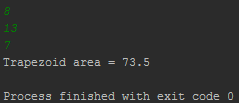 8
13
7
Trapezoid area = 73.5
Process finished with exit code 0